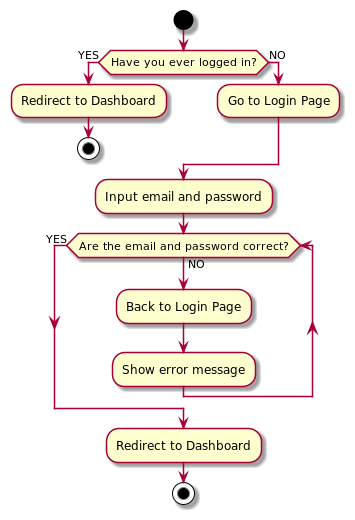 YES
Have you ever logged in?
NO
Redirect to Dashboard
Go to Login Page
Input email and password
YES
Are the email and password correct?
NO
Back to Login Page
Show error message
Redirect to Dashboard